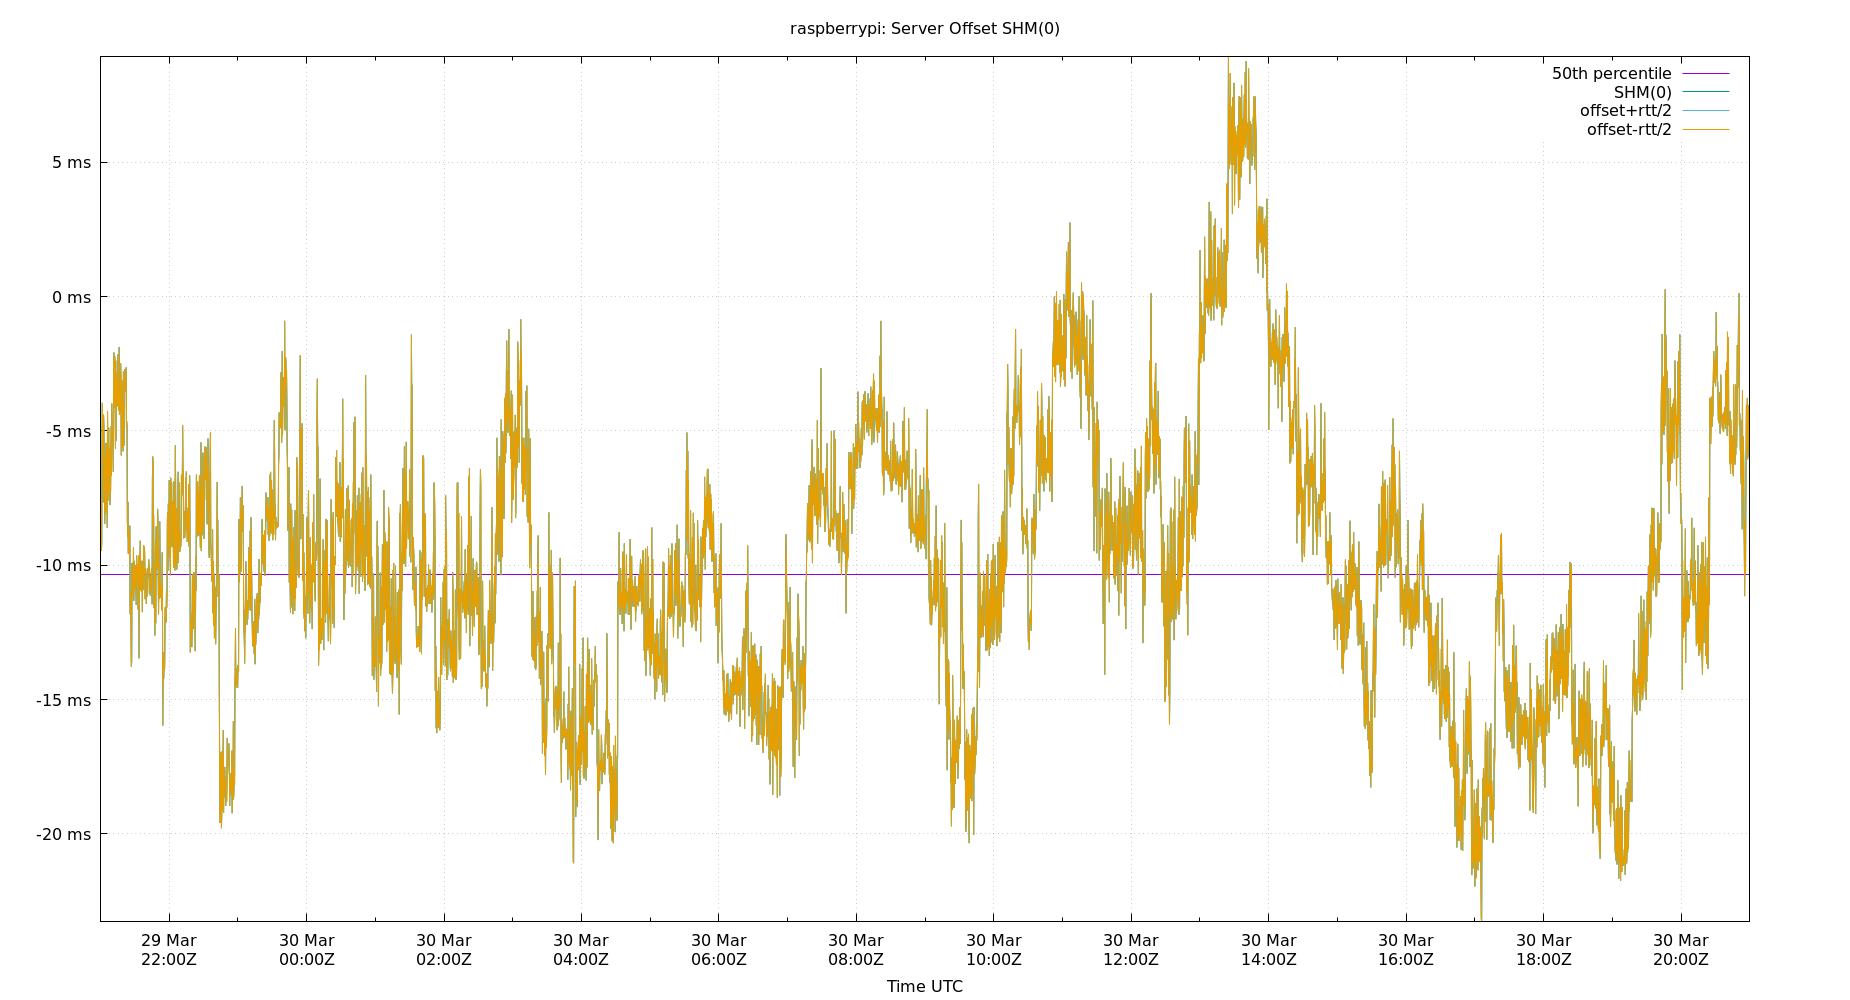 raspberrypi: Server Offset SHM(0)
50th percentile
SHM(0)
offset+rtt/2
offset-rtt/2
5 ms
0 ms
-5 ms
-10 ms
-15 ms
-20 ms
29 Mar 30 Mar 30 Mar 30 Mar 30 Mar 30 Mar 30 Mar 30 Mar 30 Mar 30 Mar 30 Mar 30 Mar
22:00Z 00:00Z 02:00Z 04:00Z 06:00Z 08:00Z 10:00Z 12:00Z 14:00Z 16:00Z 18:00Z 20:00Z
Time UTC